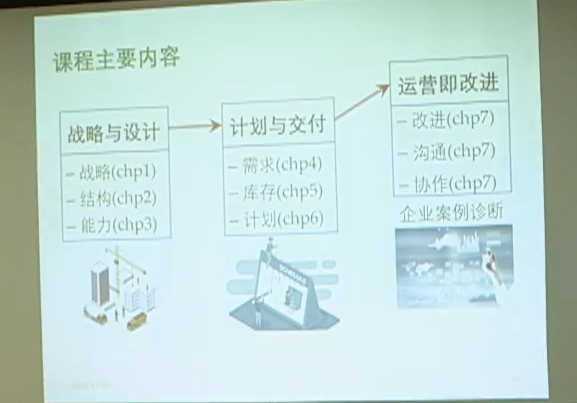 课程主要内容
战略与设计
– 战略(chp1)
– 结构(chp2)
– 能力(chp3)
计划与交付
– 需求(chp4)
– 库存(chp5)
– 计划(chp6)
运营即改进
– 改进(chp7)
– 沟通(chp7)
– 协作(chp7)
企业案例诊断